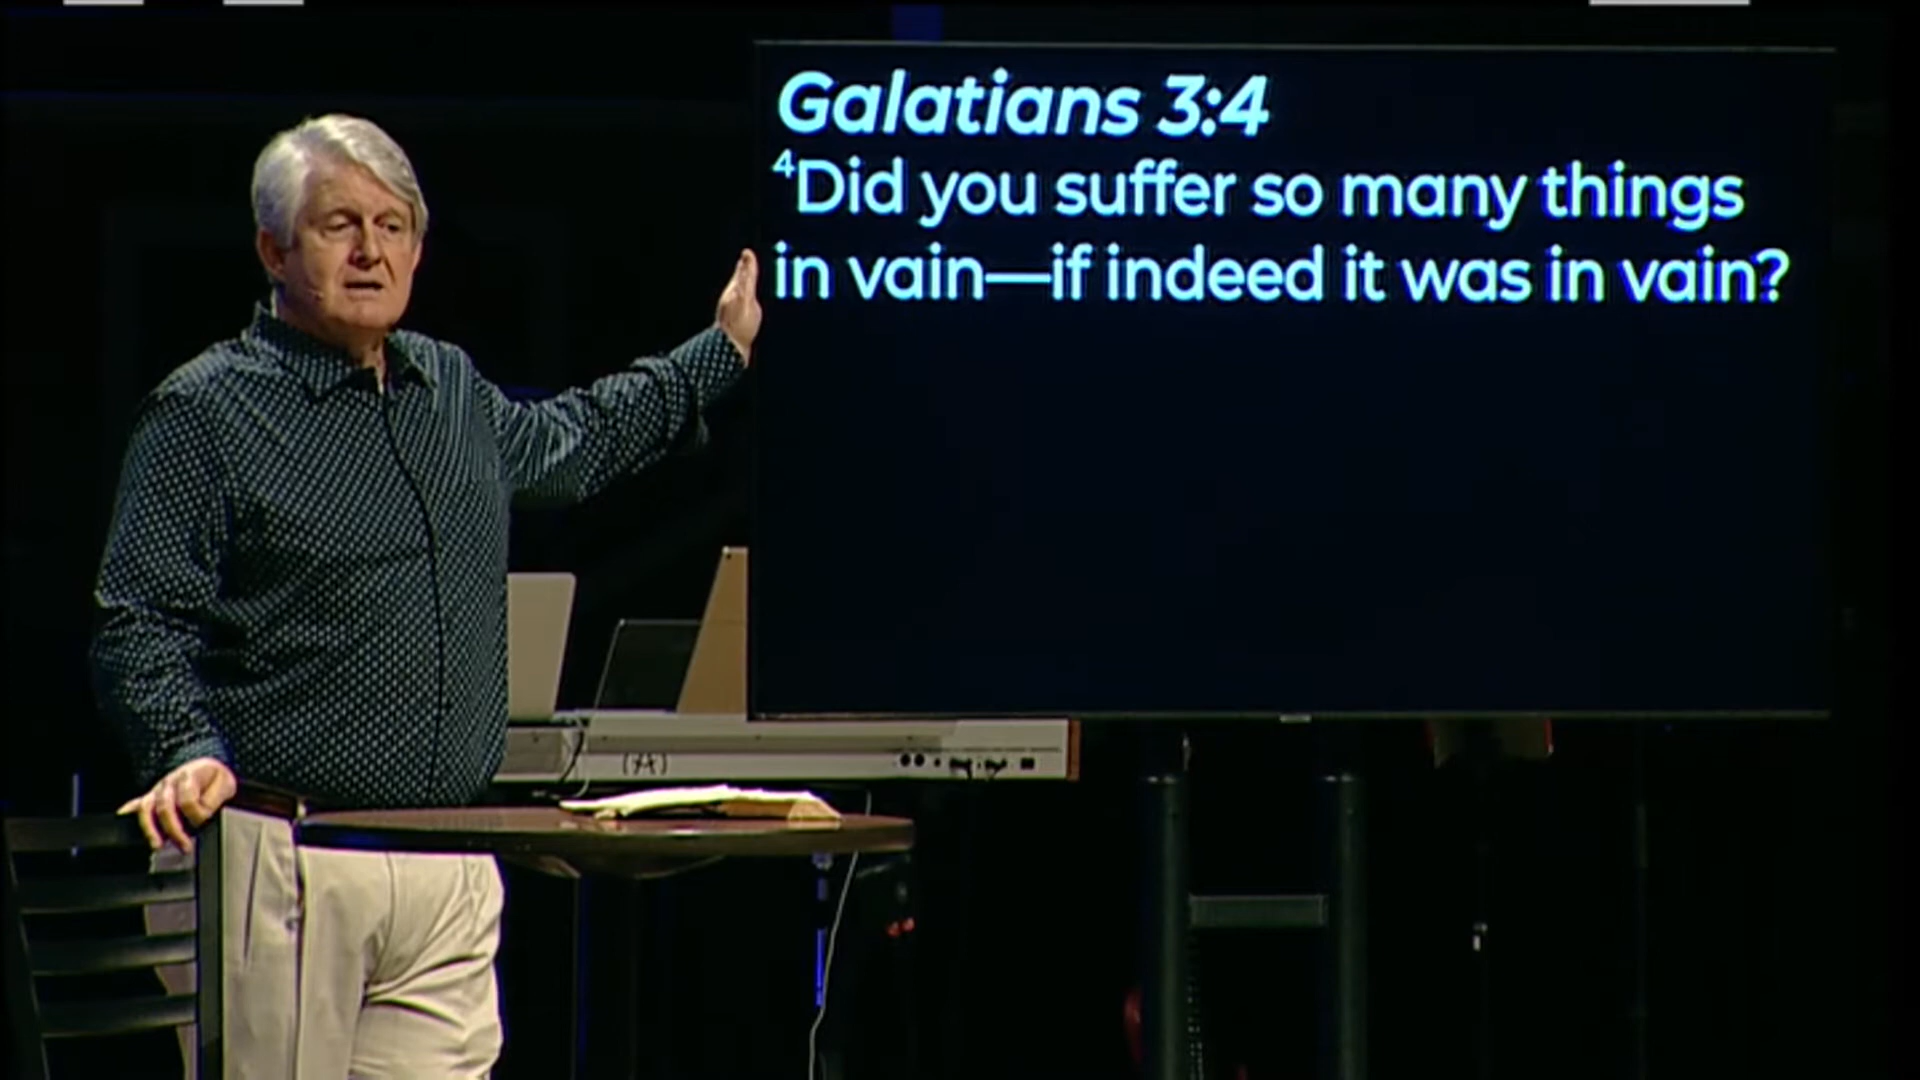 Galatians 3:4
⁴Did you suffer so many things
in vain—if indeed it was in vain?